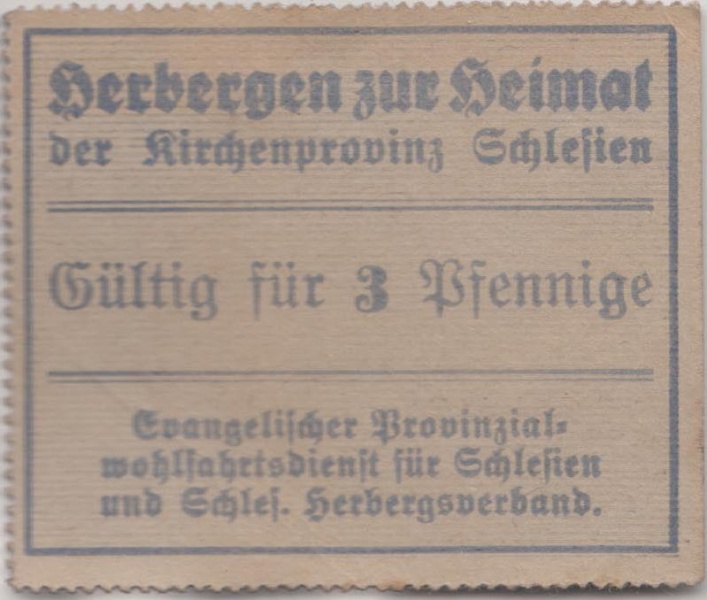 Herbergen zur Heimat
der Kirchenprovinz Schlesien
Gültig für 3 Pfennige
Evangelischer Provinzial-
wohlfahrtsdienst für Schlesien
und Schles. Herbergsverband.